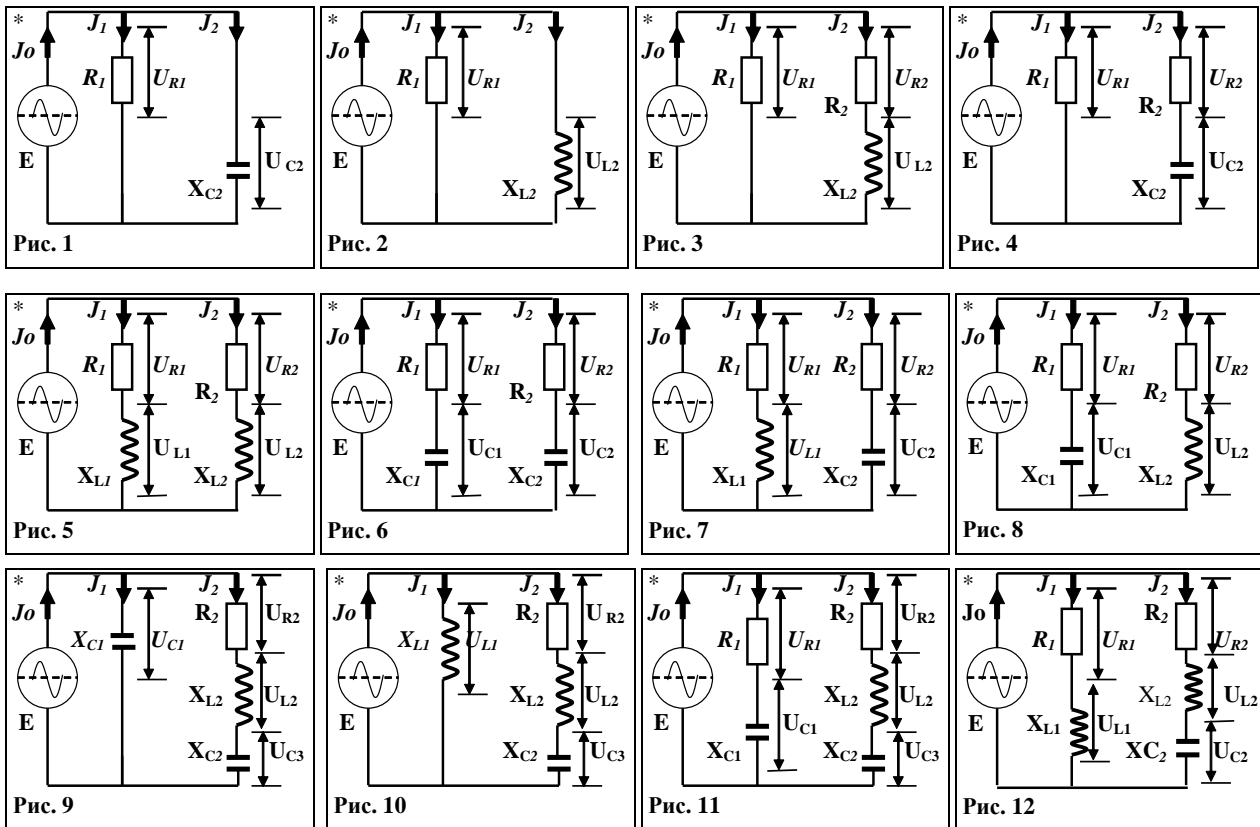 * J1 J2
Jo
R1 UR1
E UC2
XC2
Рис. 1
* J1 J2
Jo
R1 UR1
E UL2
XL2
Рис. 2
* J1 J2
Jo
R1 UR1 UR2
R2
E UL2
XL2
Рис. 3
* J1 J2
Jo
R1 UR1 UR2
R2
E UC2
XC2
Рис. 4
* J1 J2
Jo
R1 UR1 UR2
R2
E UL1 UL2
XL1 XL2
Рис. 5
* J1 J2
Jo
R1 UR1 UR2
R2
E UC1 UC2
XC1 XC2
Рис. 6
* J1 J2
Jo
R1 UR1 R2 UR2
E UL1 UC2
XL1 XC2
Рис. 7
* J1 J2
Jo
R1 UR1 UR2
R2
E UC1 UL2
XC1 XL2
Рис. 8
* J1 J2
Jo R2 UR2
XC1 UC1
XL2 UL2
E
XC2 UC3
Рис. 9
* J1 J2
Jo R2 UR2
XL1 UL1
XL2 UL2
E
XC2 UC3
Рис. 10
* J1 J2
Jo R2 UR2
R1 UR1
XL2 UL2
E UC1
XC1 XC2 UC3
Рис. 11
* J1 J2
Jo R2
R1 UR1 UR2
XL2 UL2
E XL1 UL1
XC2 UC2
Рис. 12